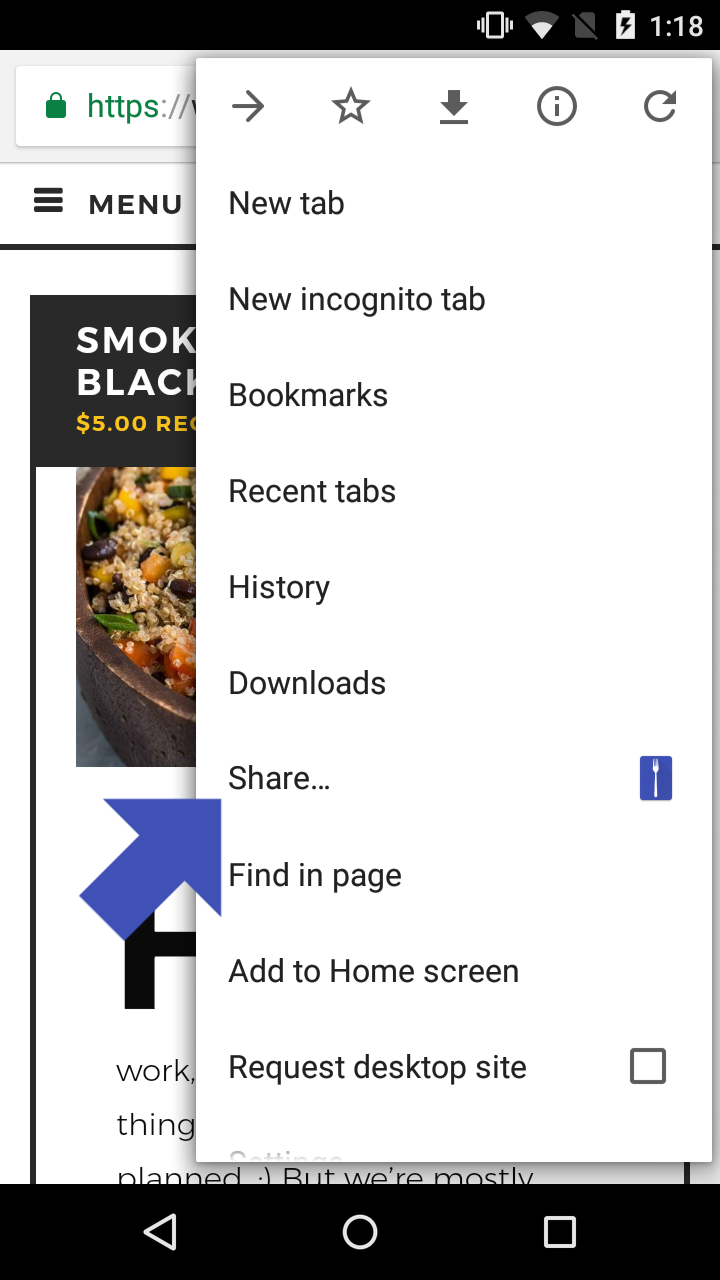 1:18
https://
MENU
New tab
New incognito tab
SMOK
BLACK
$5.00 REC
Bookmarks
Recent tabs
History
Downloads
Share...
Find in page
Add to Home screen
Request desktop site
work,
thing
Settings
planned. :) But we're mostly